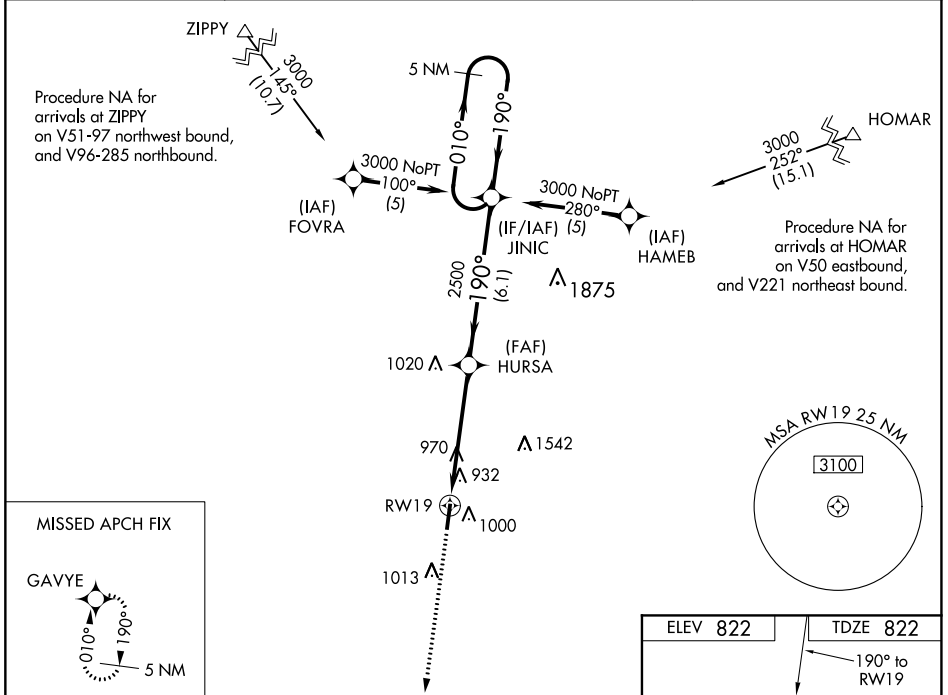 ZIPPY
3000
145°
(10.7)
5 NM
010°
190°
HOMAR
3000
252°
(15.1)
Procedure NA for
arrivals at ZIPPY
on V51-97 northwest bound,
and V96-285 northbound.
3000 NoPT
100°
(5)
(IAF)
FOVRA
3000 NoPT
280°
(5)
(IF/IAF)
JINIC
(IAF)
HAMEB
Procedure NA for
arrivals at HOMAR
on V50 eastbound,
and V221 northeast bound.
2500
190°
(6.1)
1875
(FAF)
HURSA
1020
970
1542
932
RW19
1000
1013
MSA RW19 25 NM
3100
MISSED APCH FIX
GAVYE
010°
190°
5 NM
ELEV 822
TDZE 822
190° to
RW19